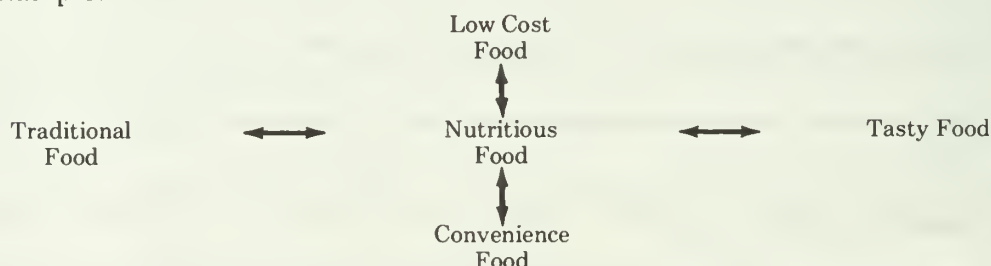 Low Cost
Food
Traditional
Food
Nutritious
Food
Tasty Food
Convenience
Food